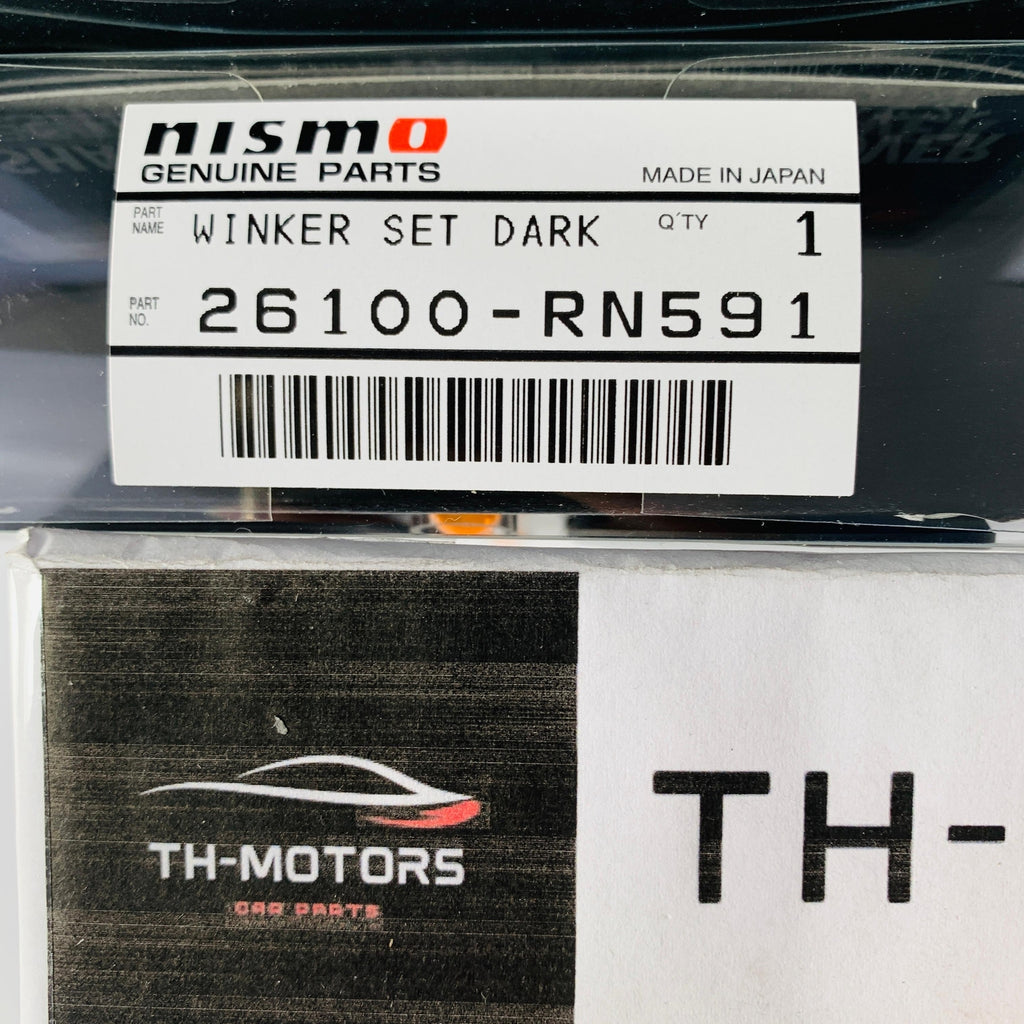 nismo
GENUINE PARTS
MADE IN JAPAN
PART NAME WINKER SET DARK Q'TY 1
PART NO. 26100-RN591
TH-MOTORS
CAR PARTS
TH-